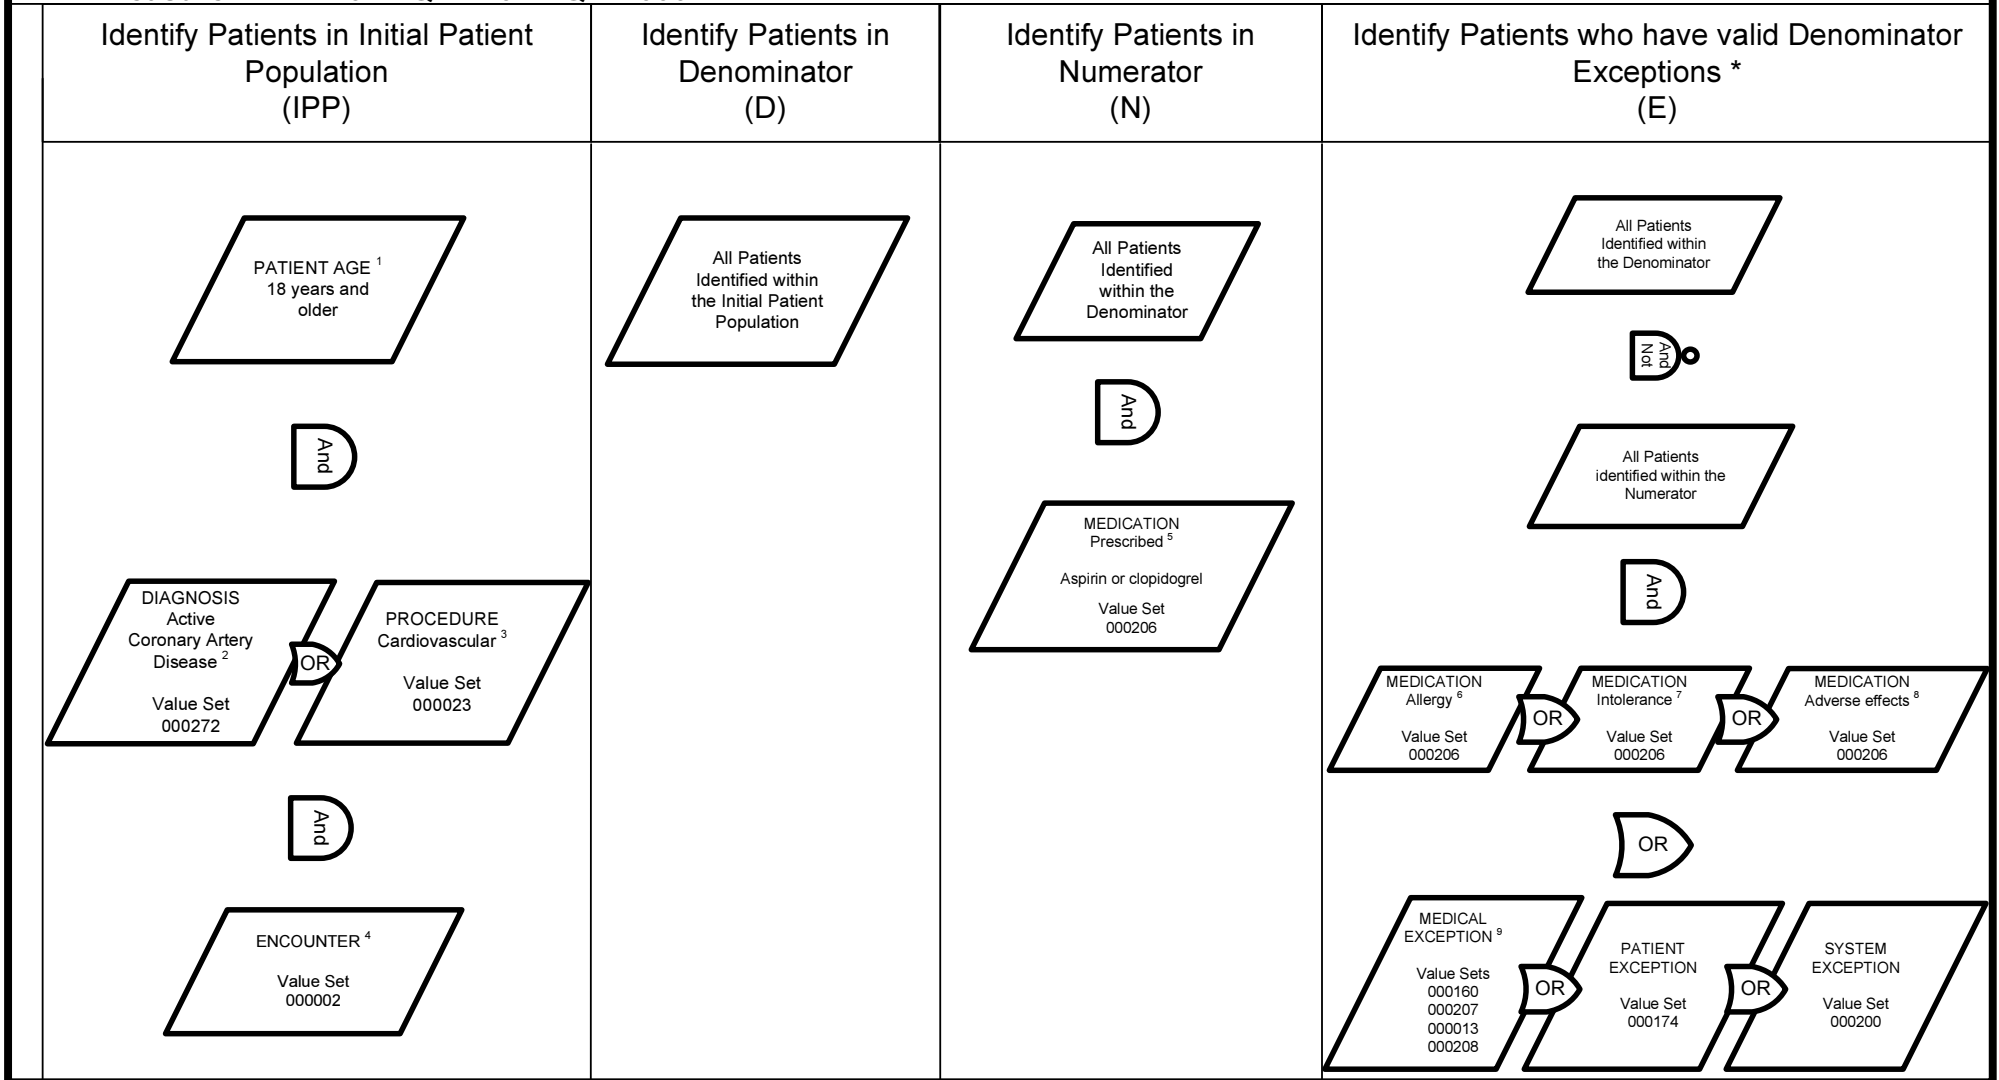 Identify Patients in Initial Patient
Population
(IPP)
Identify Patients in
Denominator
(D)
Identify Patients in
Numerator
(N)
Identify Patients who have valid Denominator
Exceptions *
(E)
PATIENT AGE 1
18 years and
older
And
DIAGNOSIS
Active
Coronary Artery
Disease 2
Value Set
000272
OR
PROCEDURE
Cardiovascular 3
Value Set
000023
And
ENCOUNTER 4
Value Set
000002
All Patients
Identified within
the Initial Patient
Population
All Patients
Identified
within the
Denominator
And
MEDICATION
Prescribed 5
Aspirin or clopidogrel
Value Set
000206
All Patients
Identified within
the Denominator
And
Not
All Patients
identified within the
Numerator
And
MEDICATION
Allergy 6
Value Set
000206
OR
MEDICATION
Intolerance 7
Value Set
000206
OR
MEDICATION
Adverse effects 8
Value Set
000206
OR
MEDICAL
EXCEPTION 9
Value Sets
000160
000207
000013
000208
OR
PATIENT
EXCEPTION
Value Set
000174
OR
SYSTEM
EXCEPTION
Value Set
000200